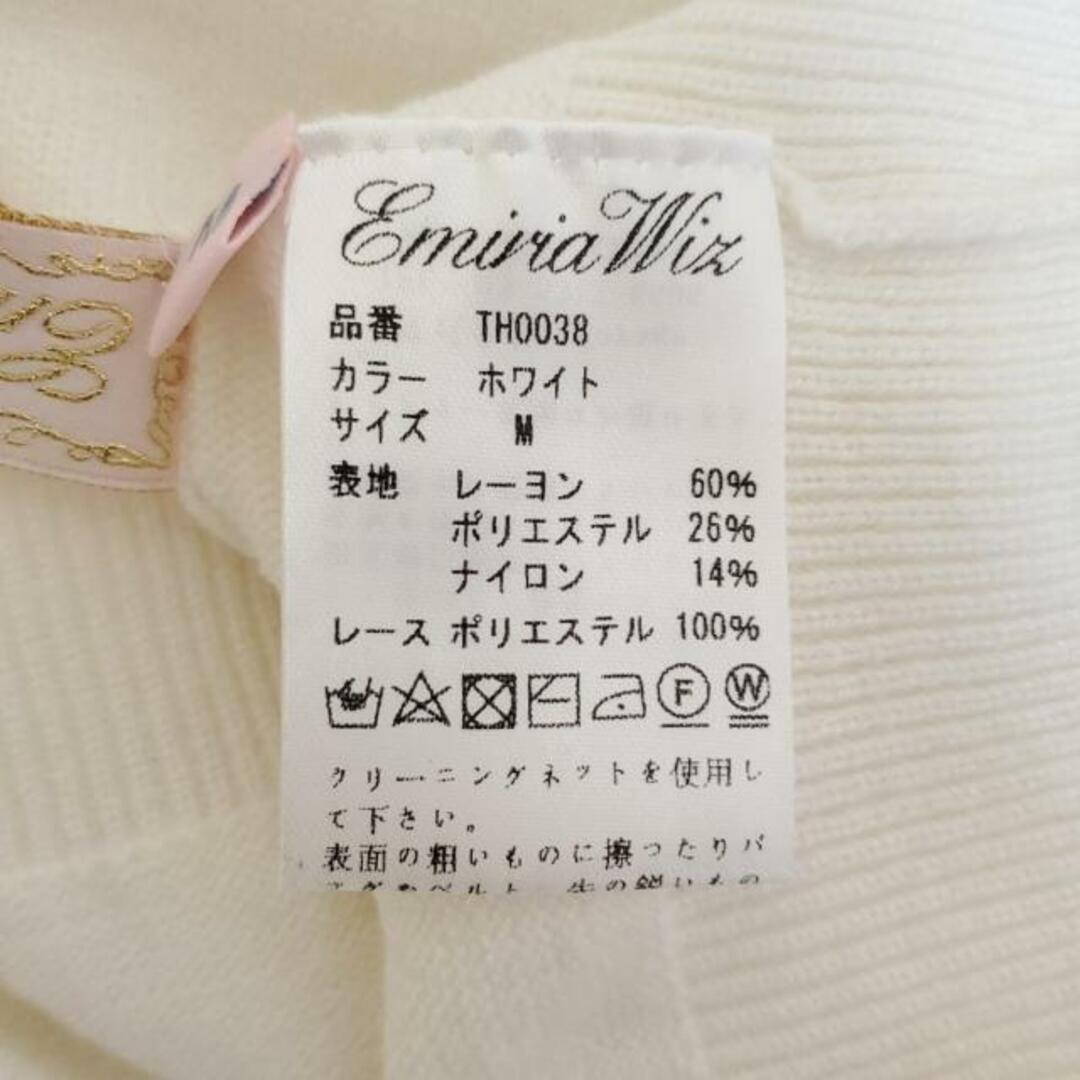 EmiriaWiz
品番 TH0038
カラー ホワイト
サイズ M
表地 レーヨン 60%
ポリエステル 26%
ナイロン 14%
レース ポリエステル 100%
F W
クリーニングネットを使用し
て下さい。
表面の粗いものに擦ったりバ